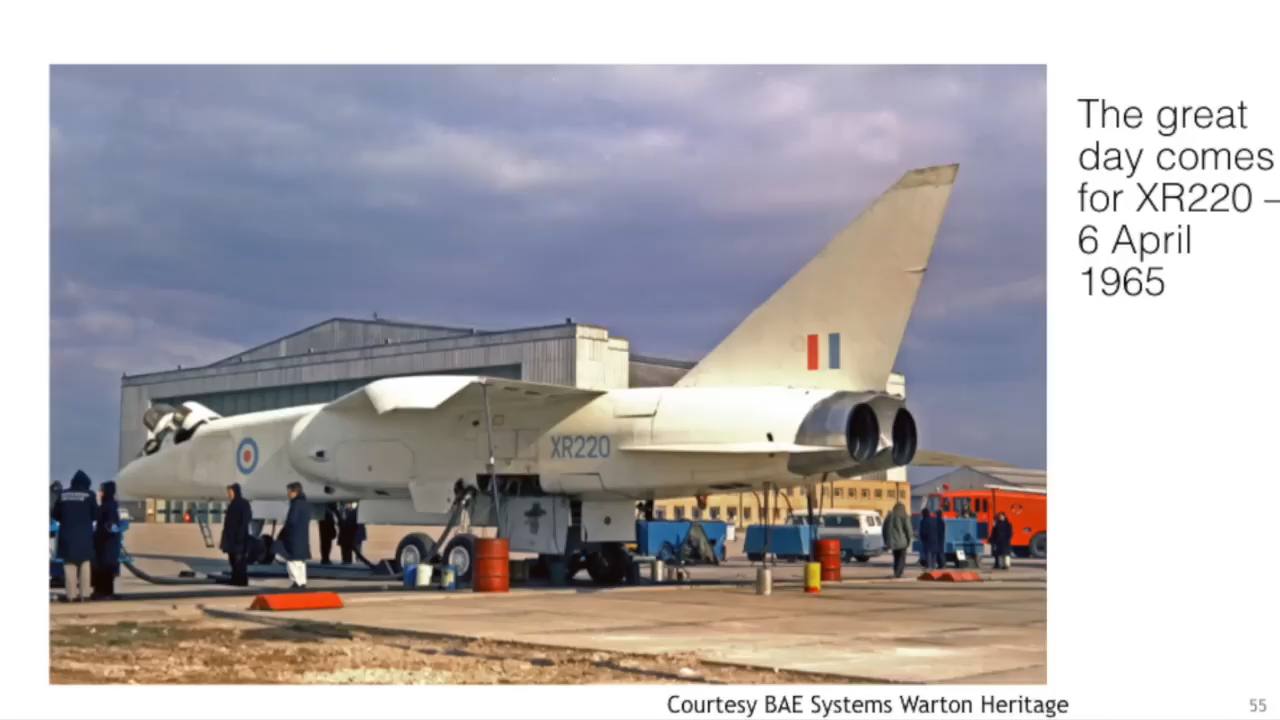 The great
day comes
for XR220 –
6 April
1965
XR220
Courtesy BAE Systems Warton Heritage
55